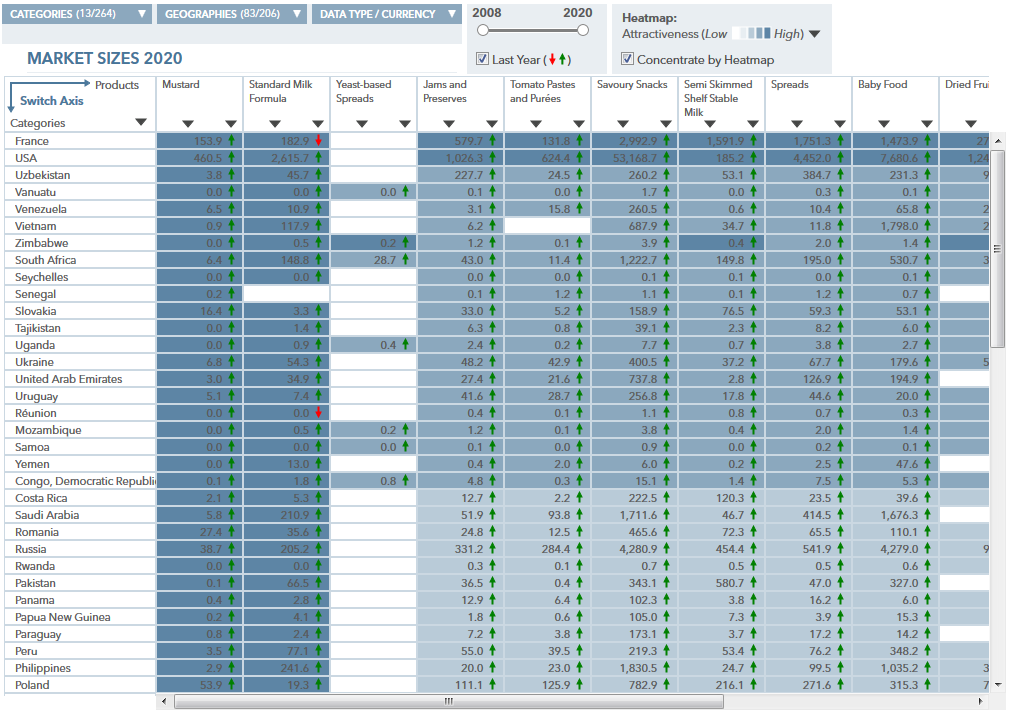 CATEGORIES (13/264) GEOGRAPHIES (83/206) DATA TYPE / CURRENCY
2008 2020
Last Year ( )
Heatmap:
Attractiveness (Low High)
Concentrate by Heatmap
MARKET SIZES 2020
Products
Switch Axis
Categories
Mustard Standard Milk Formula Yeast-based Spreads Jams and Preserves Tomato Pastes and Purées Savoury Snacks Semi Skimmed Shelf Stable Milk Spreads Baby Food Dried Frui
France 153.9 182.9 579.7 131.8 2,992.9 1,591.9 1,751.3 1,473.9 27
USA 460.5 2,615.7 1,026.3 624.4 53,168.7 185.2 4,452.0 7,680.6 1,24
Uzbekistan 3.8 45.7 227.7 24.5 260.2 53.1 384.7 231.3 9
Vanuatu 0.0 0.0 0.0 0.1 0.0 1.7 0.0 0.3 0.1
Venezuela 6.5 10.9 3.1 15.8 260.5 0.6 10.4 65.8 2
Vietnam 0.9 117.9 6.2 687.9 34.7 11.8 1,798.0 2
Zimbabwe 0.0 0.5 0.2 1.2 0.1 3.9 0.4 2.0 1.4
South Africa 6.4 148.8 28.7 43.0 11.4 1,222.7 149.8 195.0 530.7 3
Seychelles 0.0 0.0 0.0 0.0 0.1 0.1 0.0 0.1
Senegal 0.2 0.1 1.2 1.1 0.1 1.2 0.7
Slovakia 16.4 3.3 33.0 5.2 158.9 76.5 59.3 53.1
Tajikistan 0.0 1.4 6.3 0.8 39.1 2.3 8.2 6.0
Uganda 0.0 0.9 0.4 2.4 0.2 7.7 0.7 3.8 2.7
Ukraine 6.8 54.3 48.2 42.9 400.5 37.2 67.7 179.6 5
United Arab Emirates 3.0 34.9 27.4 21.6 737.8 2.8 126.9 194.9
Uruguay 5.1 7.4 41.6 28.7 256.8 17.8 44.6 20.0
Réunion 0.0 0.0 0.4 0.1 1.1 0.8 0.7 0.3
Mozambique 0.0 0.5 0.2 1.2 0.1 3.8 0.4 2.0 1.4
Samoa 0.0 0.0 0.0 0.1 0.0 0.9 0.0 0.2 0.1
Yemen 0.0 13.0 0.4 2.0 6.0 0.2 2.5 47.6
Congo, Democratic Republi 0.1 1.8 0.8 4.8 0.3 15.1 1.4 7.5 5.3
Costa Rica 2.1 5.3 12.7 2.2 222.5 120.3 23.5 39.6
Saudi Arabia 5.8 210.9 51.9 93.8 1,711.6 46.7 414.5 1,676.3
Romania 27.4 35.6 24.8 12.5 465.6 72.3 65.5 110.1
Russia 38.7 205.2 331.2 284.4 4,280.9 454.4 541.9 4,279.0 9
Rwanda 0.0 0.0 0.3 0.1 0.7 0.5 0.5 0.6
Pakistan 0.1 66.5 36.5 0.4 343.1 580.7 47.0 327.0
Panama 0.4 2.8 12.9 6.4 102.3 3.8 16.2 6.0
Papua New Guinea 0.2 4.1 1.8 0.6 105.0 7.3 3.9 15.3
Paraguay 0.8 2.4 7.2 3.8 173.1 3.7 17.2 14.2
Peru 3.5 77.1 55.0 39.5 219.3 53.4 76.2 348.2
Philippines 2.9 241.6 20.0 23.0 1,830.5 24.7 99.5 1,035.2 3
Poland 53.9 19.3 111.1 125.9 782.9 216.1 271.6 315.3 7